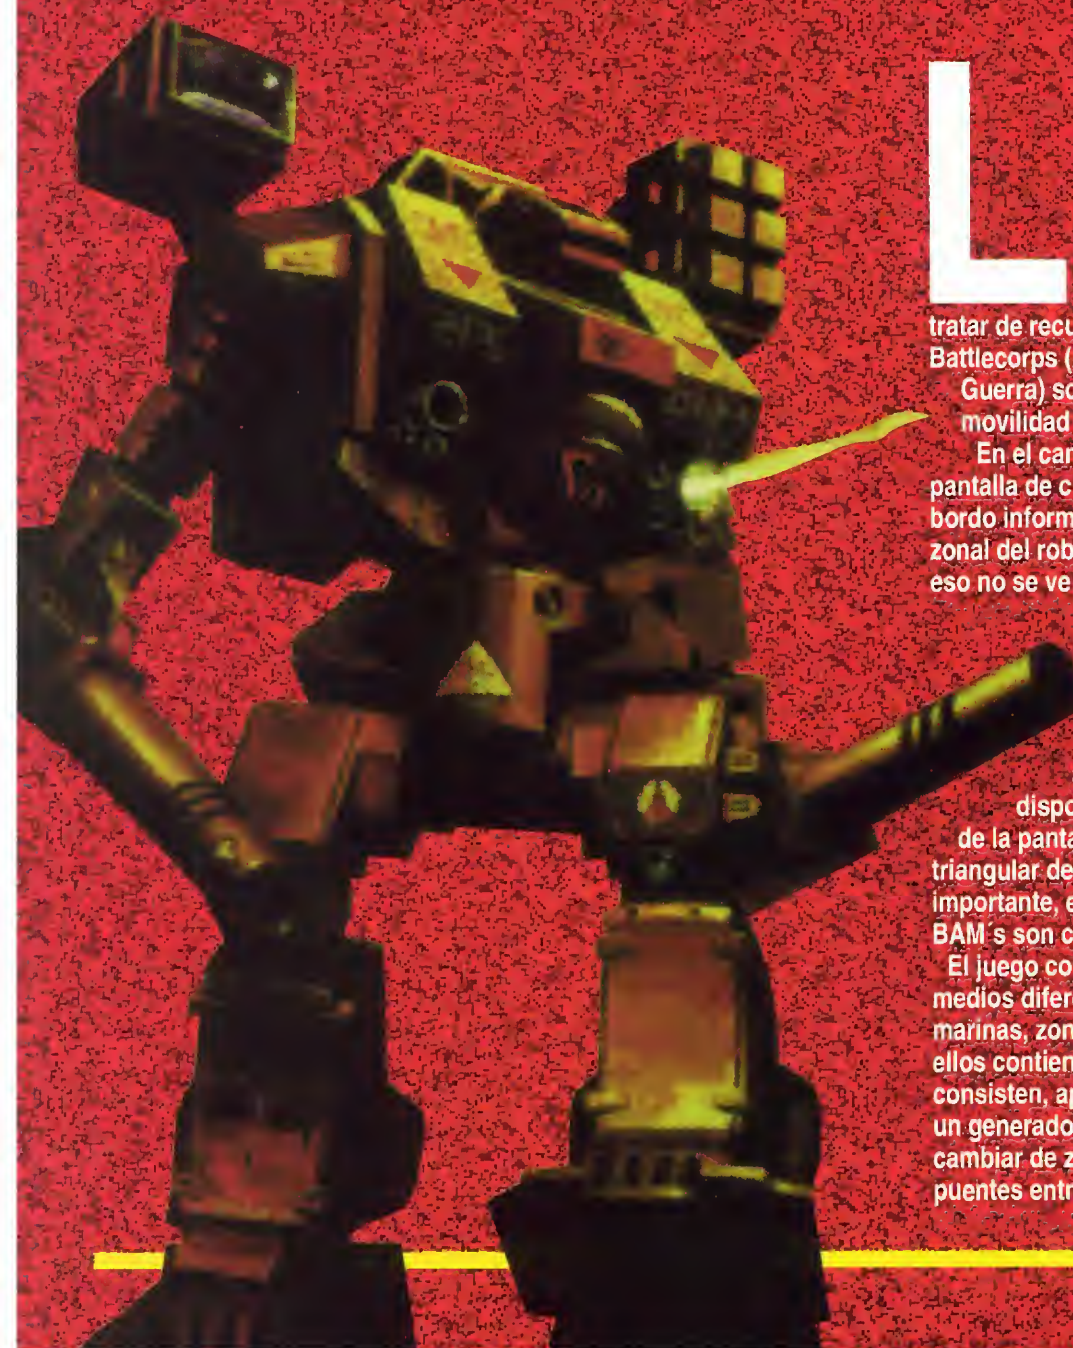 L
tratar de recu
Battlecorps (
Guerra) so
movilidad
En el car
pantalla de c
bordo inform
zonal del rob
eso no se ve
dispo
de la panta
triangular de
importante, e
BAM's son c
El juego co
medios difere
marinas, zon
ellos contien
consisten, ap
un generado
cambiar de z
puentes entr